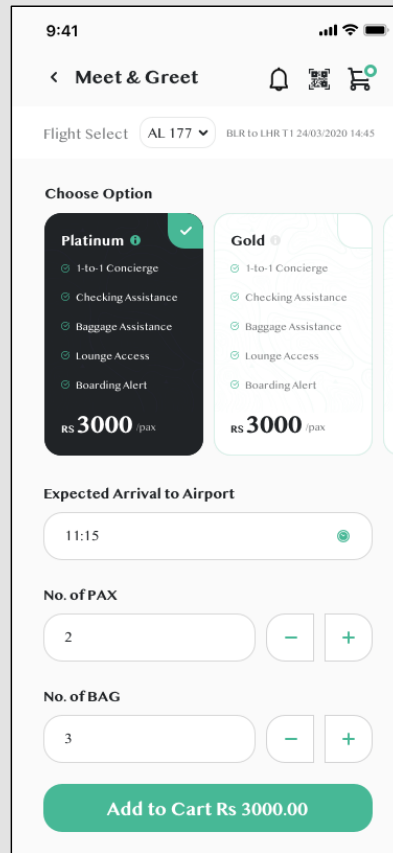 9:41
Meet & Greet
Flight Select AL 177 BLR to LHR T1 24/03/2020 14:45
Choose Option
Platinum
1-to-1 Concierge
Checking Assistance
Baggage Assistance
Lounge Access
Boarding Alert
RS 3000 /pax
Gold
1-to-1 Concierge
Checking Assistance
Baggage Assistance
Lounge Access
Boarding Alert
RS 3000 /pax
Expected Arrival to Airport
11:15
No. of PAX
2
No. of BAG
3
Add to Cart Rs 3000.00